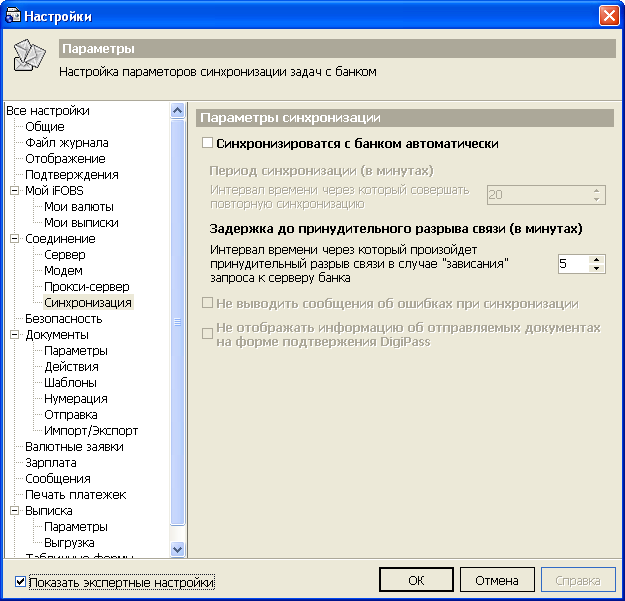 Настройки
Параметры
Настройка параметоров синхронизации задач с банком
Все настройки
Общие
Файл журнала
Отображение
Подтверждения
Мой iFOBS
Мои валюты
Мои выписки
Соединение
Сервер
Модем
Прокси-сервер
Синхронизация
Безопасность
Документы
Параметры
Действия
Шаблоны
Нумерация
Отправка
Импорт/Экспорт
Валютные заявки
Зарплата
Сообщения
Печать платежек
Выписка
Параметры
Выгрузка
Табличные формы
Параметры синхронизации
Синхронизироватся с банком автоматически
Период синхронизации (в минутах)
Интервал времени через который совершать
повторную синхронизацию
20
Задержка до принудительного разрыва связи (в минутах)
Интервал времени через который произойдет
принудительный разрыв связи в случае "зависания"
запроса к серверу банка
5
Не выводить сообщения об ошибках при синхронизации
Не отображать информацию об отправляемых документах
на форме подтвержения DigiPass
Показать экспертные настройки
OK
Отмена
Справка